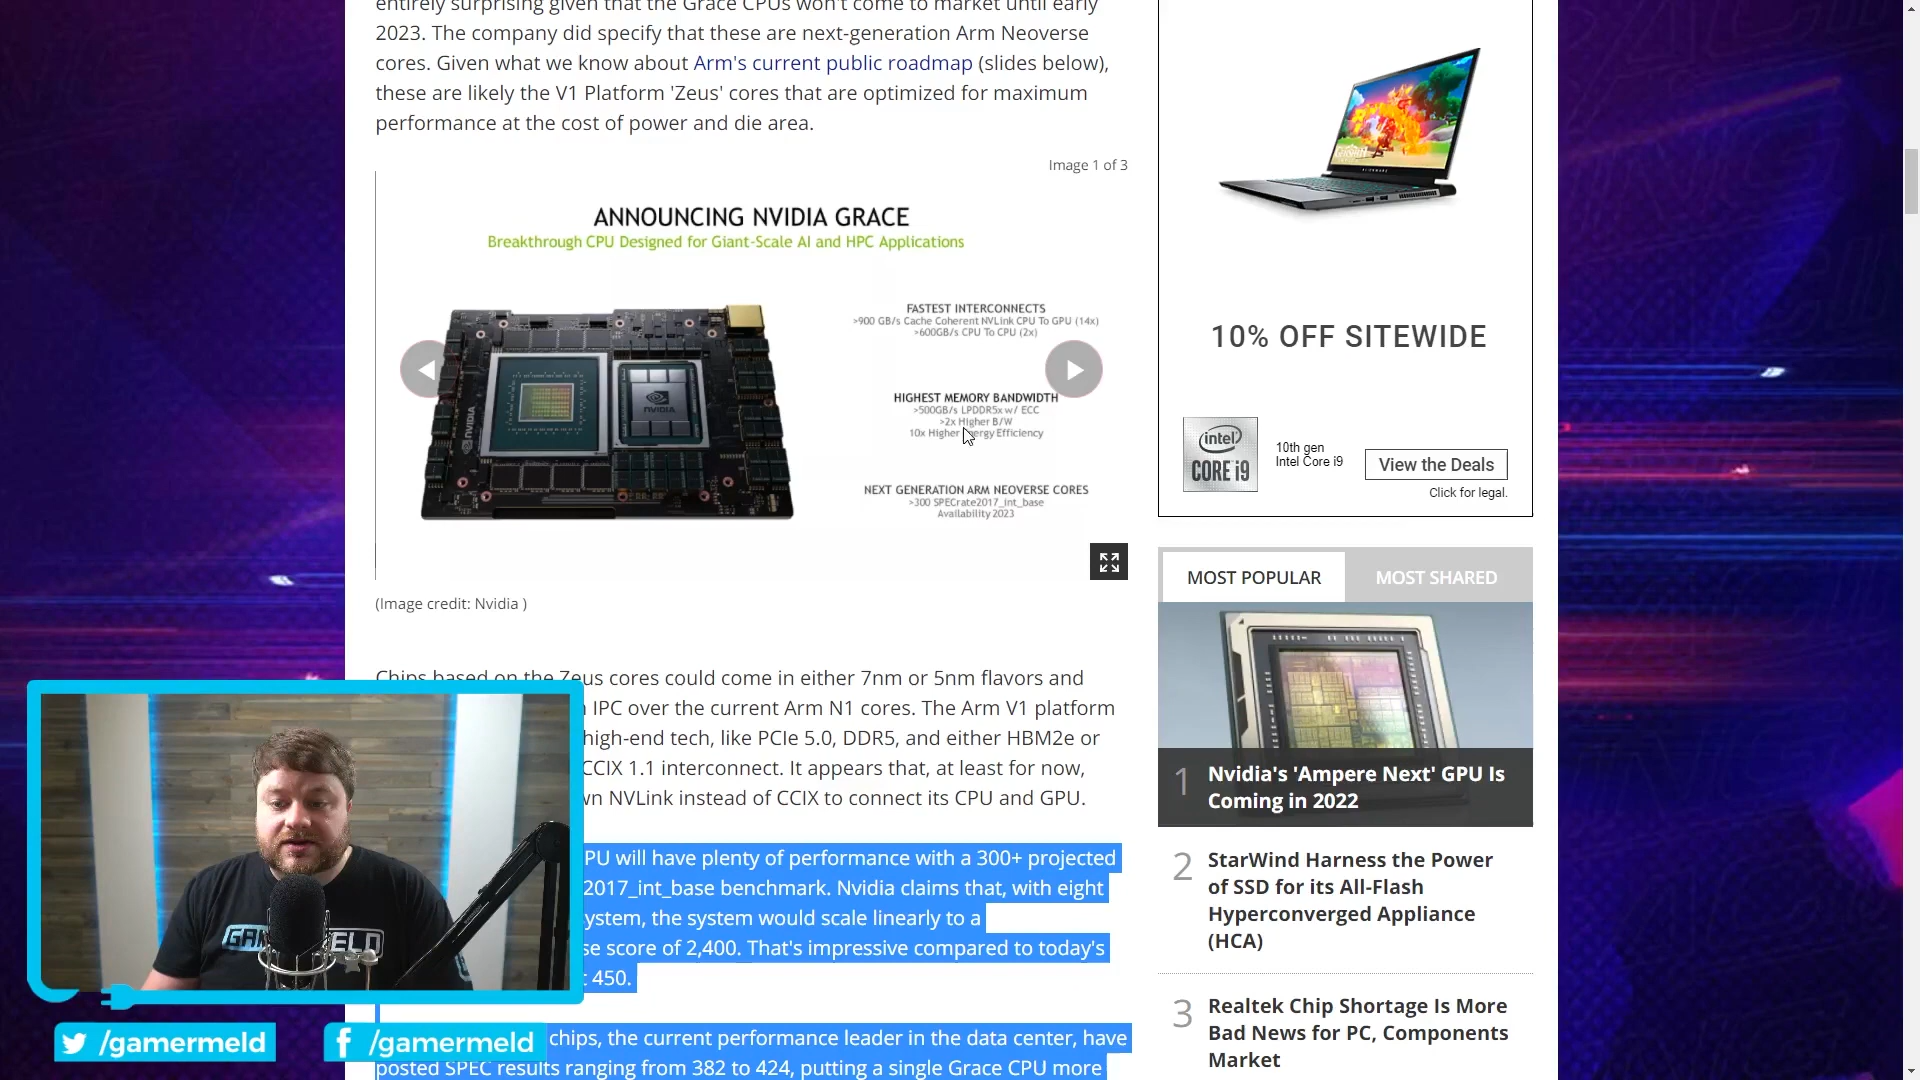 entirely surprising given that the Grace CPUs won't come to market until early
2023. The company did specify that these are next-generation Arm Neoverse
cores. Given what we know about Arm's current public roadmap (slides below),
these are likely the V1 Platform 'Zeus' cores that are optimized for maximum
performance at the cost of power and die area.
Image 1 of 3
ANNOUNCING NVIDIA GRACE
Breakthrough CPU Designed for Giant-Scale AI and HPC Applications
FASTEST INTERCONNECTS
>900 GB/s Cache Coherent NVLink CPU To GPU (14x)
>600GB/s CPU To CPU (2x)
HIGHEST MEMORY BANDWIDTH
>500GB/s LPDDR5x w/ ECC
>2x Higher B/W
10x Higher Energy Efficiency
NEXT GENERATION ARM NEOVERSE CORES
>300 SPECrate2017_int_base
Availability 2023
NVIDIA
NVIDIA
(Image credit: Nvidia )
Chips based on the Zeus cores could come in either 7nm or 5nm flavors and
IPC over the current Arm N1 cores. The Arm V1 platform
high-end tech, like PCIe 5.0, DDR5, and either HBM2e or
CCIX 1.1 interconnect. It appears that, at least for now,
NVLink instead of CCIX to connect its CPU and GPU.
PU will have plenty of performance with a 300+ projected
2017_int_base benchmark. Nvidia claims that, with eight
ystem, the system would scale linearly to a
se score of 2,400. That's impressive compared to today's
450.
chips, the current performance leader in the data center, have
posted SPEC results ranging from 382 to 424, putting a single Grace CPU more
/gamermeld
/gamermeld
ALIENWARE
10% OFF SITEWIDE
intel
CORE i9
10th gen
Intel Core i9
View the Deals
Click for legal.
MOST POPULAR
MOST SHARED
1 Nvidia's 'Ampere Next' GPU Is
Coming in 2022
2 StarWind Harness the Power
of SSD for its All-Flash
Hyperconverged Appliance
(HCA)
3 Realtek Chip Shortage Is More
Bad News for PC, Components
Market